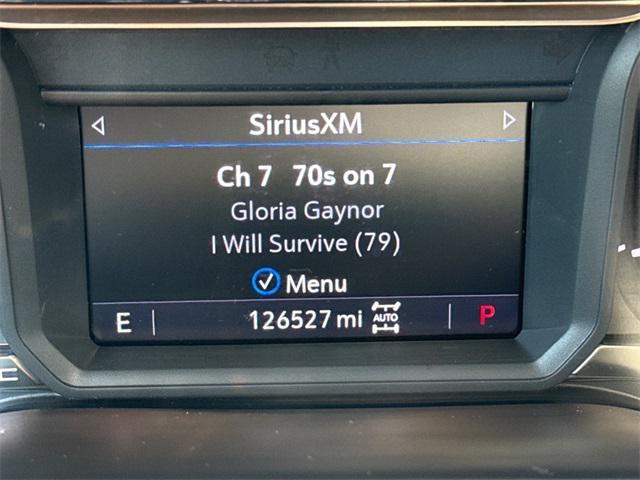 SiriusXM
Ch 7 70s on 7
Gloria Gaynor
I Will Survive (79)
Menu
E 126527 mi AUTO P